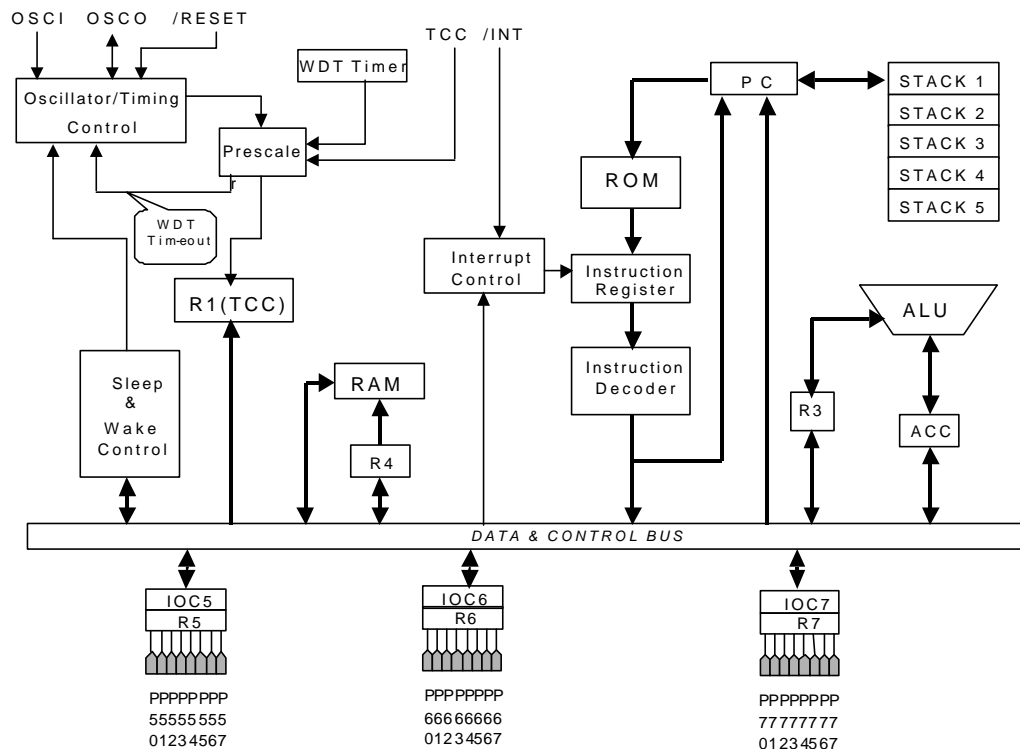 OSCI OSCO /RESET
TCC /INT
WDT Timer
Oscillator/Timing
Control
Prescale
r
WDT
Tim-eout
PC
STACK 1
STACK 2
STACK 3
STACK 4
STACK 5
ROM
Interrupt
Control
Instruction
Register
R1(TCC)
ALU
Sleep
&
Wake
Control
RAM
Instruction
Decoder
R3
ACC
R4
DATA & CONTROL BUS
IOC5
R5
IOC6
R6
IOC7
R7
PPPPPPPP
55555555
01234567
PPPPPPPP
66666666
01234567
PPPPPPPP
77777777
01234567